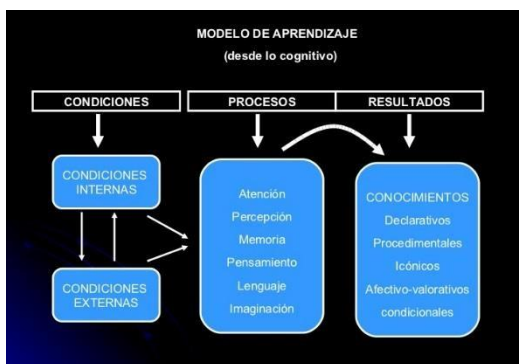 MODELO DE APRENDIZAJE
(desde lo cognitivo)
CONDICIONES
PROCESOS
RESULTADOS
CONDICIONES
INTERNAS
CONDICIONES
EXTERNAS
Atención
Percepción
Memoria
Pensamiento
Lenguaje
Imaginación
CONOCIMIENTOS
Declarativos
Procedimentales
Icónicos
Afectivo-valorativos
condicionales